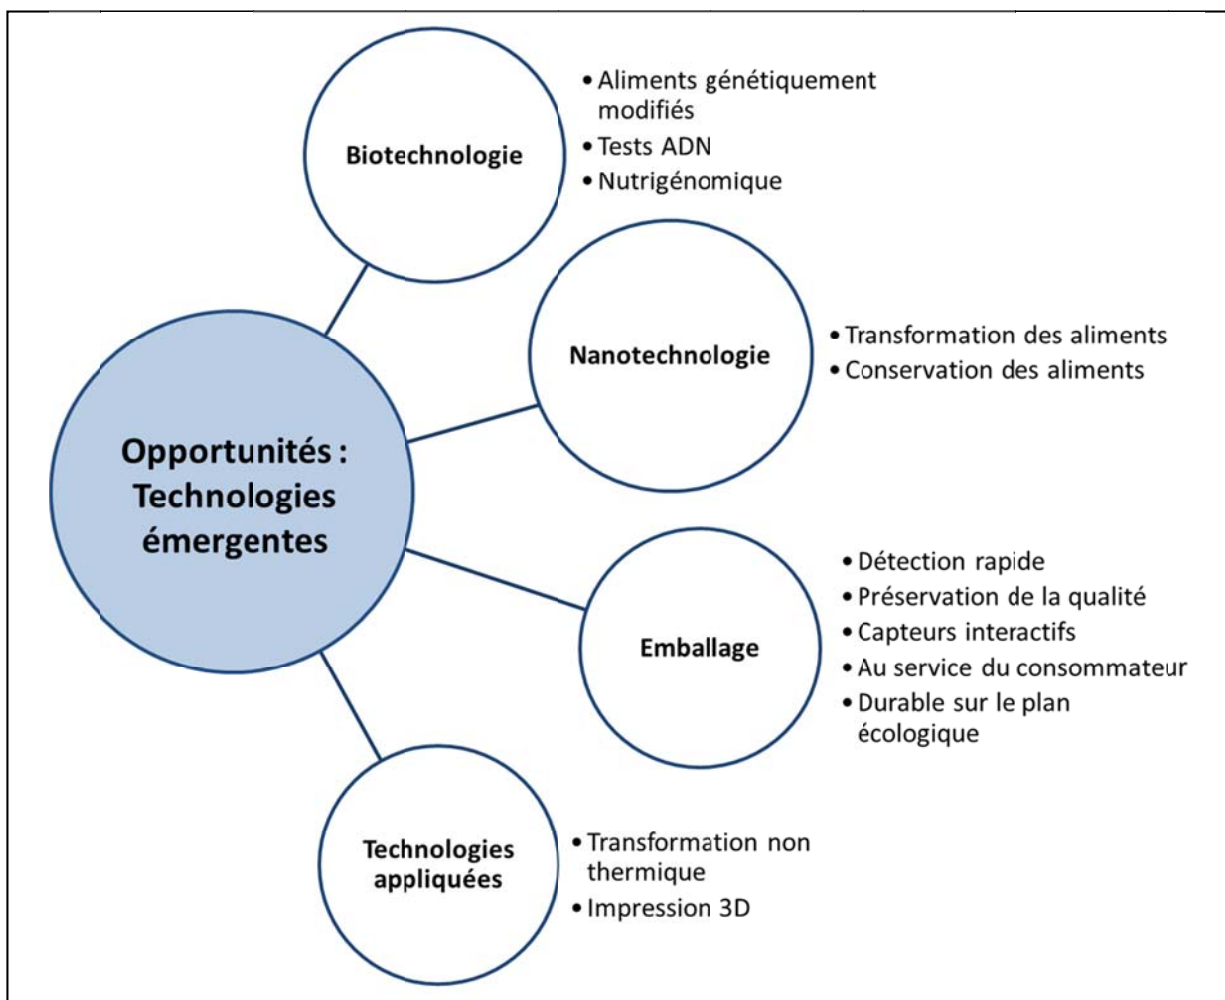 • Aliments génétiquement
modifiés
• Tests ADN
• Nutrigénomique
Biotechnologie
Nanotechnologie
• Transformation des aliments
• Conservation des aliments
Opportunités :
Technologies
émergentes
Emballage
• Détection rapide
• Préservation de la qualité
• Capteurs interactifs
• Au service du consommateur
• Durable sur le plan
écologique
Technologies
appliquées
• Transformation non
thermique
• Impression 3D